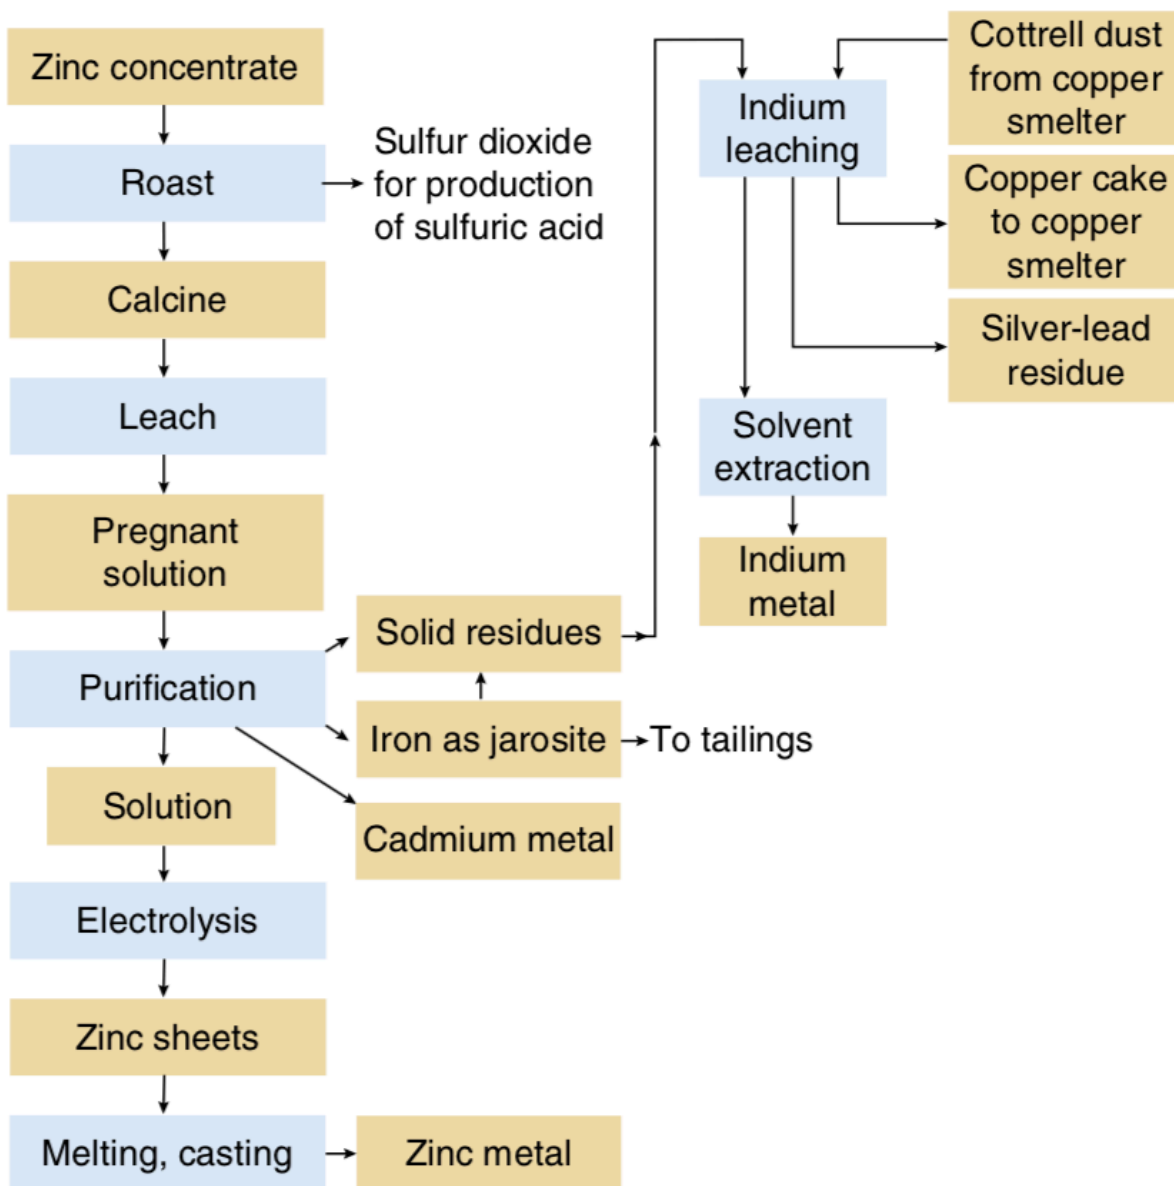 Zinc concentrate
Roast
Sulfur dioxide
for production
of sulfuric acid
Calcine
Leach
Pregnant
solution
Purification
Solid residues
Iron as jarosite
To tailings
Cadmium metal
Solution
Electrolysis
Zinc sheets
Melting, casting
Zinc metal
Cottrell dust
from copper
smelter
Indium
leaching
Copper cake
to copper
smelter
Silver-lead
residue
Solvent
extraction
Indium
metal